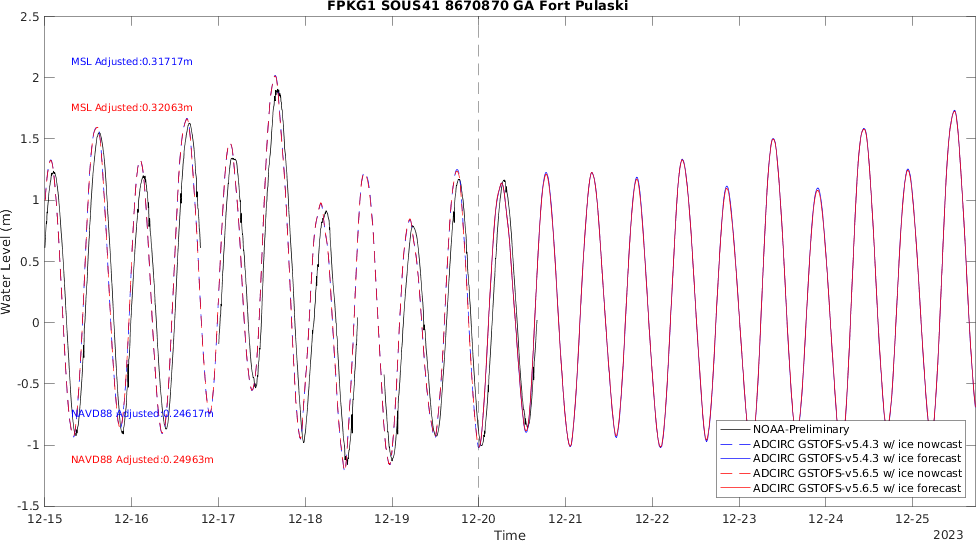 FPKG1 SOUS41 8670870 GA Fort Pulaski
2.5
2
1.5
1
0.5
0
-0.5
-1
-1.5
Water Level (m)
MSL Adjusted:0.31717m
MSL Adjusted:0.32063m
NAVD88 Adjusted:0.24617m
NAVD88 Adjusted:0.24963m
NOAA-Preliminary
ADCIRC GSTOFS-v5.4.3 w/ ice nowcast
ADCIRC GSTOFS-v5.4.3 w/ ice forecast
ADCIRC GSTOFS-v5.6.5 w/ ice nowcast
ADCIRC GSTOFS-v5.6.5 w/ ice forecast
12-15 12-16 12-17 12-18 12-19 12-20 12-21 12-22 12-23 12-24 12-25
Time
2023